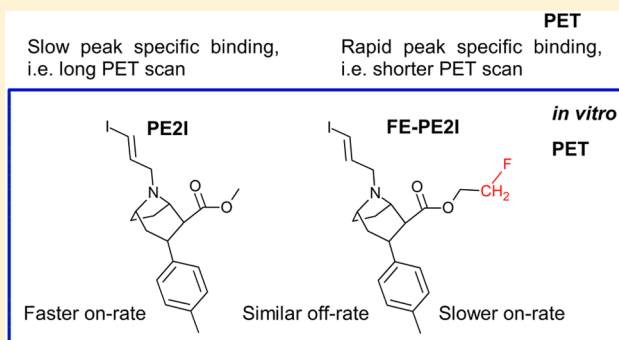 PET
Slow peak specific binding,
i.e. long PET scan
Rapid peak specific binding,
i.e. shorter PET scan
in vitro
PET
PE2I
I
N
O
O
FE-PE2I
I
N
O
O
F
CH2
Faster on-rate
Similar off-rate
Slower on-rate